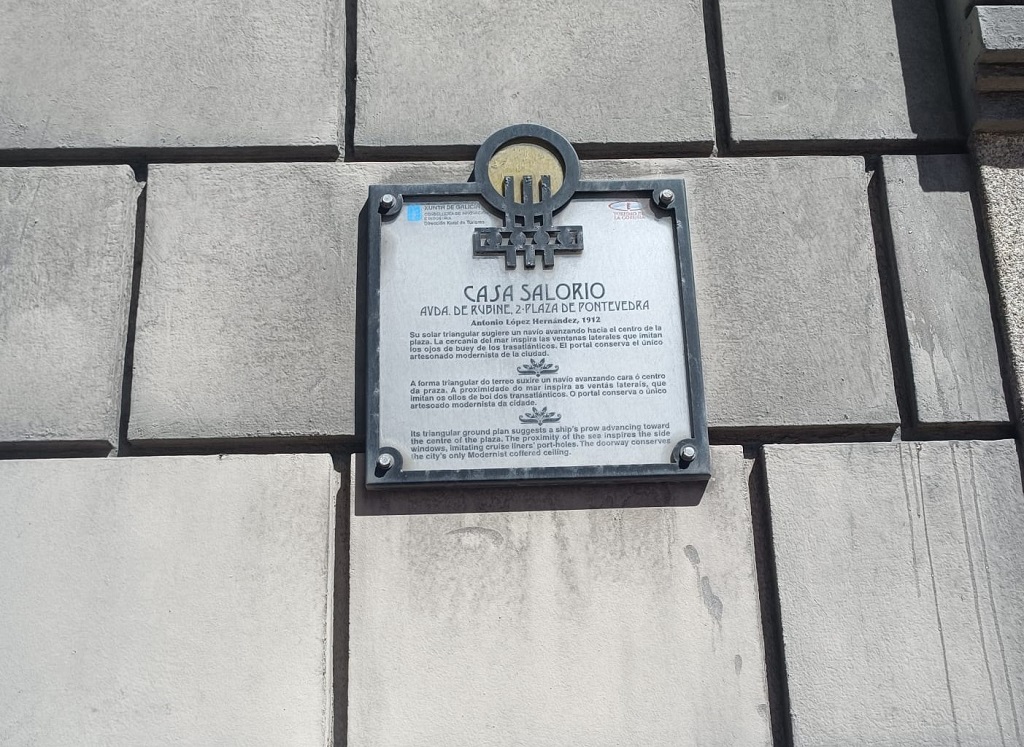 XUNTA DE GALICIA
CASA SALORIO
AVDA. DE RUBINE, 2-PLAZA DE PONTEVEDRA
Antonio López Hernández, 1912
Su solar triangular sugiere un navío avanzando hacia el centro de la
plaza. La cercanía del mar inspira las ventanas laterales que imitan
los ojos de buey de los trasatlánticos. El portal conserva el único
artesonado modernista de la ciudad.
A forma triangular do terreo suxire un navío avanzando cara ó centro
da praza. A proximidade do mar inspira as ventás laterais, que
imitan os ollos de boi dos transatlánticos. O portal conserva o único
artesoado modernista da cidade.
Its triangular ground plan suggests a ship's prow advancing toward
the centre of the plaza. The proximity of the sea inspires the side
windows, imitating cruise liners' port-holes. The doorway conserves
the city's only Modernist coffered ceiling.